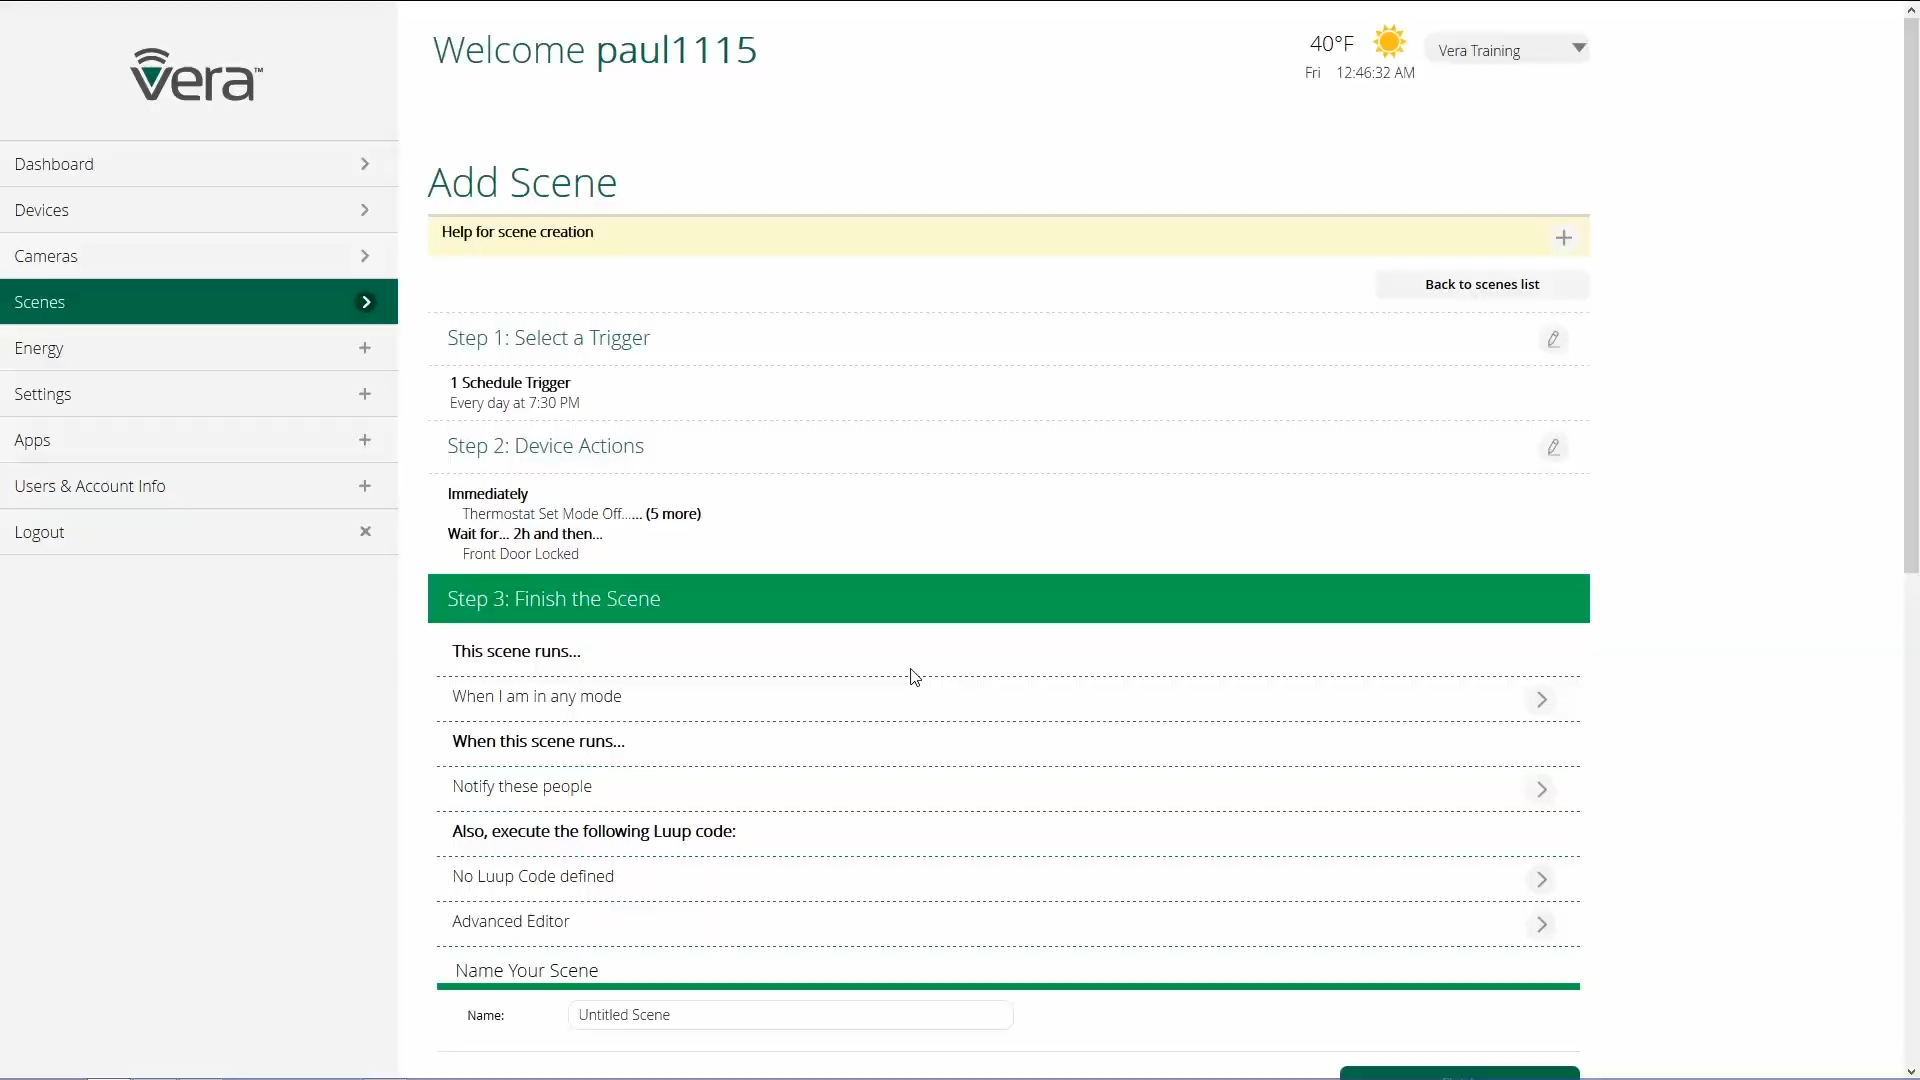 Vera™
Welcome paul1115
40°F
Vera Training
Fri 12:46:32 AM
Dashboard
Devices
Cameras
Scenes
Energy
Settings
Apps
Users & Account Info
Logout
Add Scene
Help for scene creation
Back to scenes list
Step 1: Select a Trigger
1 Schedule Trigger
Every day at 7:30 PM
Step 2: Device Actions
Immediately
Thermostat Set Mode Off...... (5 more)
Wait for... 2h and then...
Front Door Locked
Step 3: Finish the Scene
This scene runs...
When I am in any mode
When this scene runs...
Notify these people
Also, execute the following Luup code:
No Luup Code defined
Advanced Editor
Name Your Scene
Name:
Untitled Scene